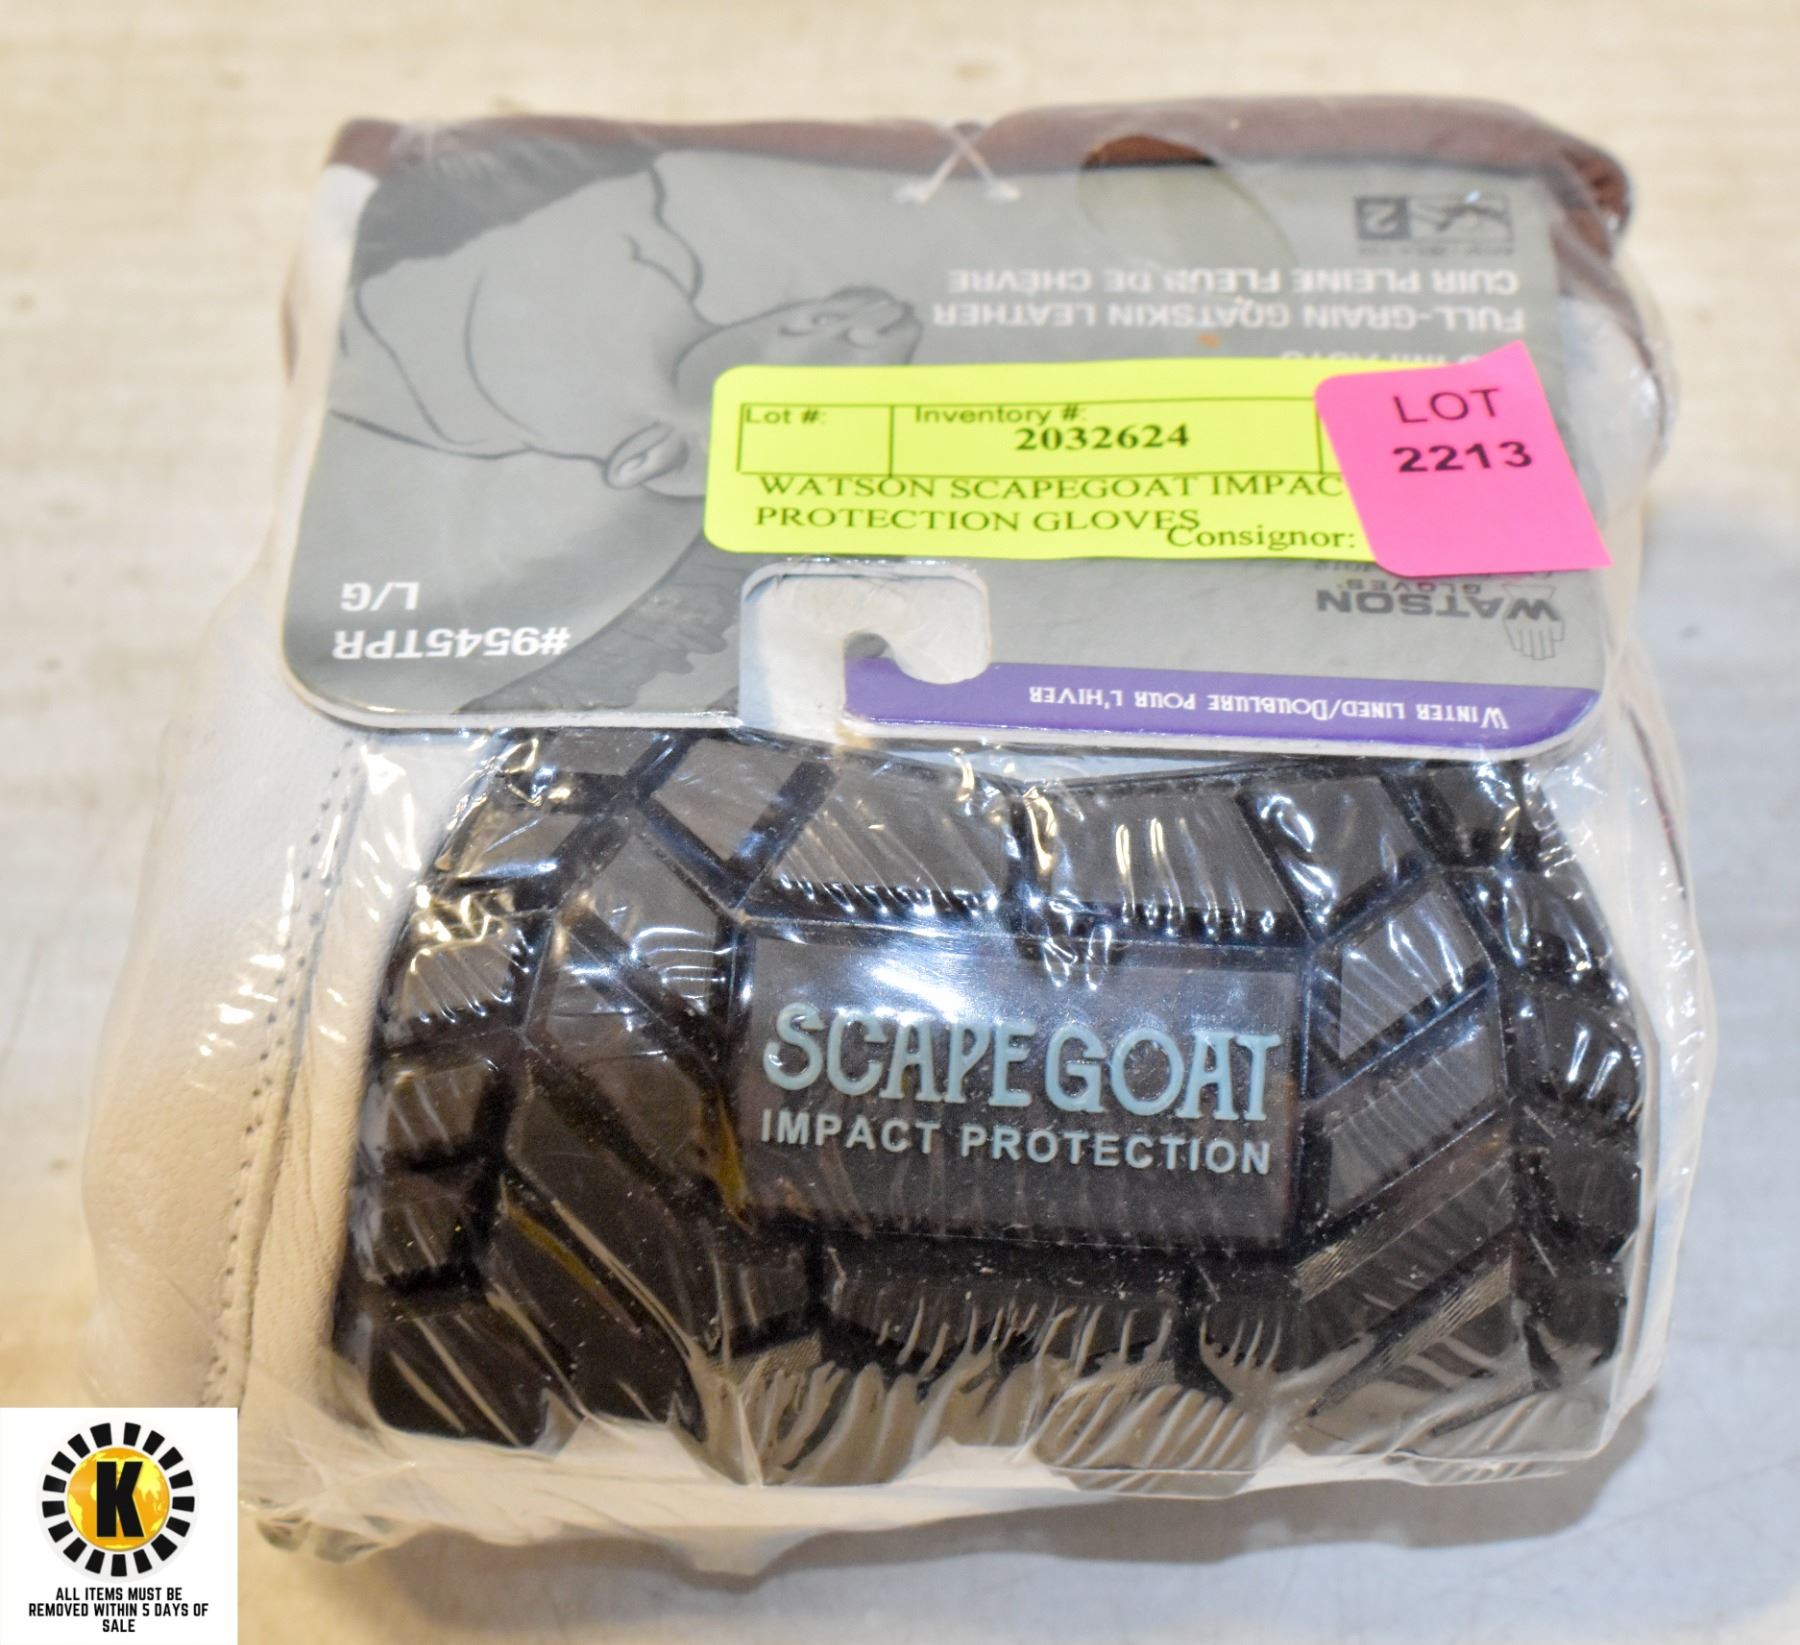 CUIR PLEINE FLEUR DE CHÈVRE
FULL-GRAIN GOATSKIN LEATHER
2
Lot #:
Inventory #:
2032624
WATSON SCAPEGOAT IMPAC
PROTECTION GLOVES
Consignor:
LOT
2213
L/G
#9545TPR
WATSON
GLOVES
WINTER LINED/DOUBLURE POUR L'HIVER
SCAPEGOAT
IMPACT PROTECTION
K
ALL ITEMS MUST BE
REMOVED WITHIN 5 DAYS OF
SALE